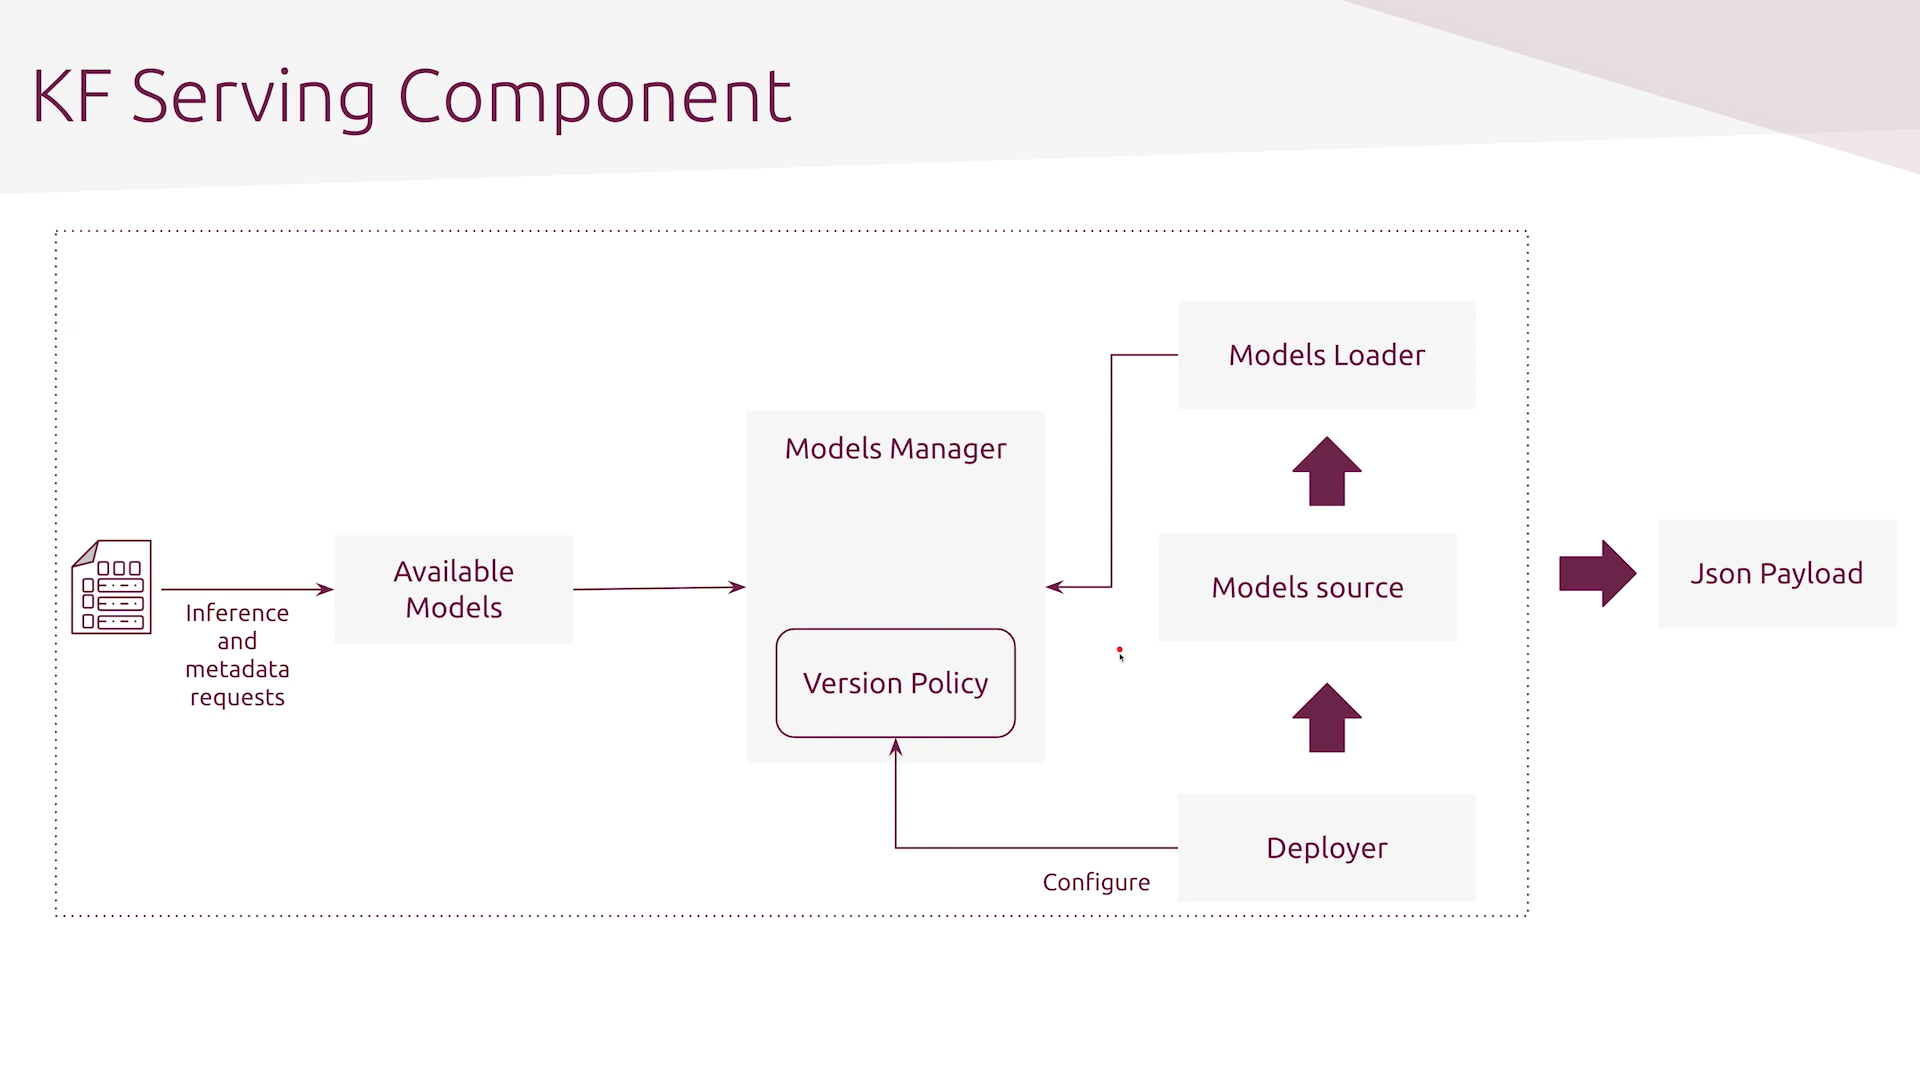 KF Serving Component
Inference
and
metadata
requests
Available
Models
Models Manager
Version Policy
Configure
Models Loader
Models source
Deployer
Json Payload